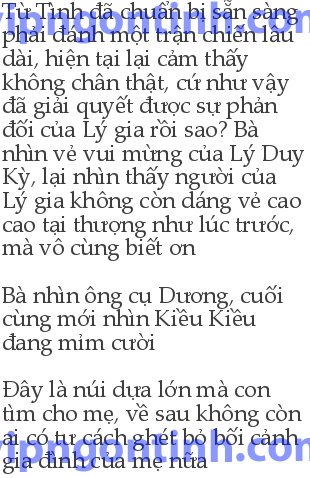 Từ Tình đã chuẩn bị sẵn sàng
phải đánh một trận chiến lâu
dài, hiện tại lại cảm thấy
không chân thật, cứ như vậy
đã giải quyết được sự phản
đối của Lý gia rồi sao? Bà
nhìn vẻ vui mừng của Lý Duy
Kỳ, lại nhìn thấy người của
Lý gia không còn dáng vẻ cao
cao tại thượng như lúc trước,
mà vô cùng biết ơn
Bà nhìn ông cụ Dương, cuối
cùng mới nhìn Kiều Kiều
đang mỉm cười
Đây là núi dựa lớn mà con
tìm cho mẹ, về sau không còn
ai có tư cách ghét bỏ bối cảnh
gia đình của mẹ nữa
vipngontinh.com
vipngontinh.com
vipngontinh.com